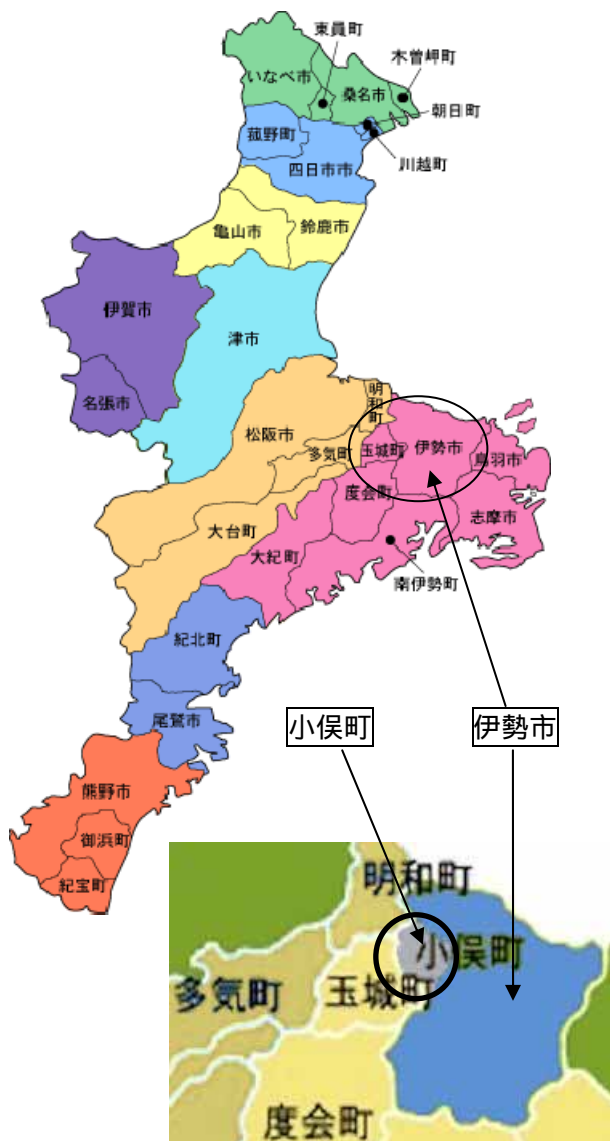 東員町
木曽岬町
いなべ市
桑名市
朝日町
菰野町
川越町
四日市市
亀山市
鈴鹿市
伊賀市
津市
名張市
明和町
松阪市
多気町
玉城町
伊勢市
鳥羽市
度会町
志摩市
大台町
大紀町
南伊勢町
紀北町
尾鷲市
小俣町
伊勢市
熊野市
御浜町
紀宝町
明和町
小俣町
多気町
玉城町
度会町